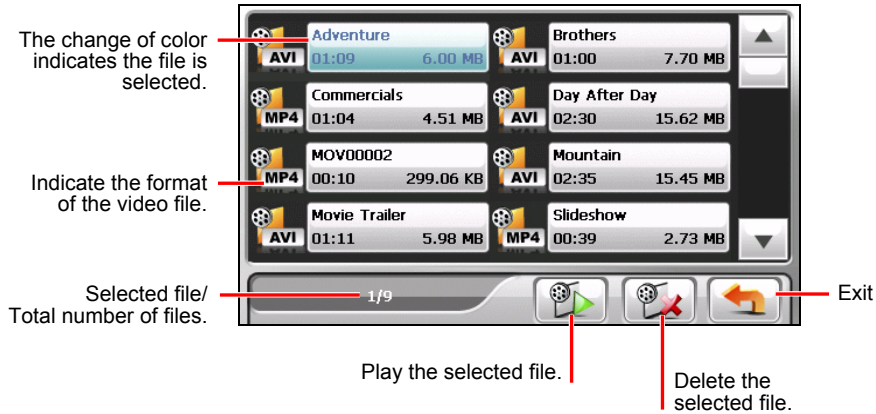 The change of color
indicates the file is
selected.
Adventure
AVI 01:09 6.00 MB
Brothers
AVI 01:00 7.70 MB
Commercials
MP4 01:04 4.51 MB
Day After Day
AVI 02:30 15.62 MB
Indicate the format
of the video file.
MOV00002
MP4 00:10 299.06 KB
Mountain
AVI 02:35 15.45 MB
Movie Trailer
AVI 01:11 5.98 MB
Slideshow
MP4 00:39 2.73 MB
Selected file/
Total number of files.
1/9
Exit
Play the selected file.
Delete the
selected file.